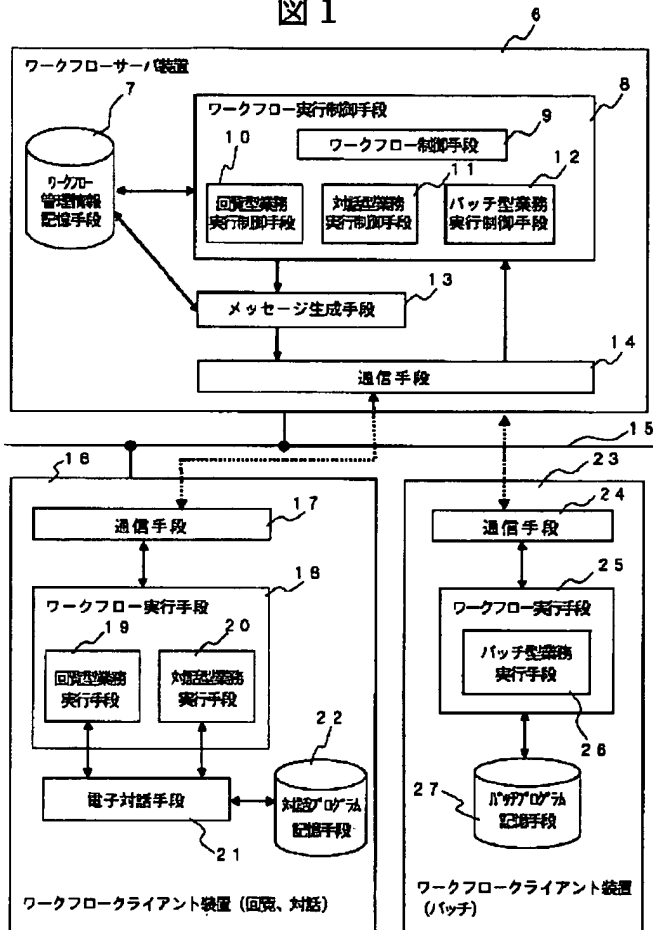 図1
6
ワークフローサーバ装置
7
ワークフロー
管理情報
記憶手段
8
ワークフロー実行制御手段
9
ワークフロー制御手段
10
回覧型業務
実行制御手段
11
対話型業務
実行制御手段
12
バッチ型業務
実行制御手段
13
メッセージ生成手段
14
通信手段
15
16
17
通信手段
18
ワークフロー実行手段
19
回覧型業務
実行手段
20
対話型業務
実行手段
電子対話手段
21
22
対話プログラム
記憶手段
ワークフロークライアント装置(回覧、対話)
23
24
通信手段
25
ワークフロー実行手段
バッチ型業務
実行手段
26
27
バッチプログラム
記憶手段
ワークフロークライアント装置
(バッチ)